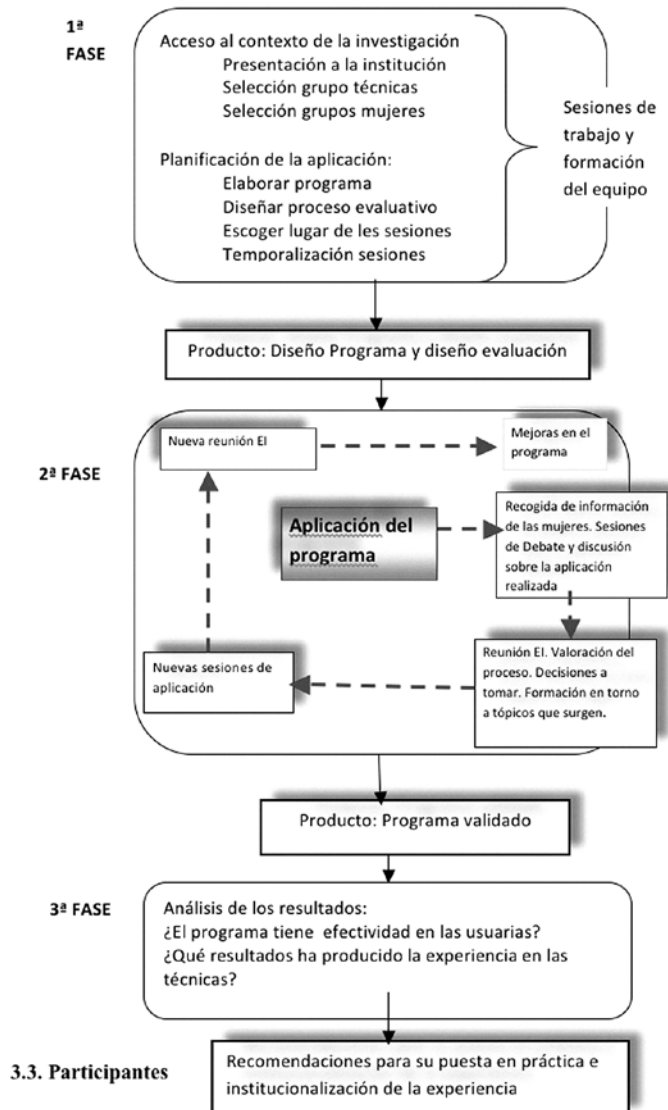 1ª
FASE
Acceso al contexto de la investigación
Presentación a la institución
Selección grupo técnicas
Selección grupos mujeres
Planificación de la aplicación:
Elaborar programa
Diseñar proceso evaluativo
Escoger lugar de les sesiones
Temporalización sesiones
Sesiones de
trabajo y
formación
del equipo
Producto: Diseño Programa y diseño evaluación
2ª FASE
Nueva reunión EI
Mejoras en el
programa
Aplicación del
programa
Recogida de información
de las mujeres. Sesiones
de Debate y discusión
sobre la aplicación
realizada
Nuevas sesiones de
aplicación
Reunión EI. Valoración del
proceso. Decisiones a
tomar. Formación en torno
a tópicos que surgen.
Producto: Programa validado
3ª FASE
Análisis de los resultados:
¿El programa tiene efectividad en las usuarias?
¿Qué resultados ha producido la experiencia en las
técnicas?
3.3. Participantes
Recomendaciones para su puesta en práctica e
institucionalización de la experiencia